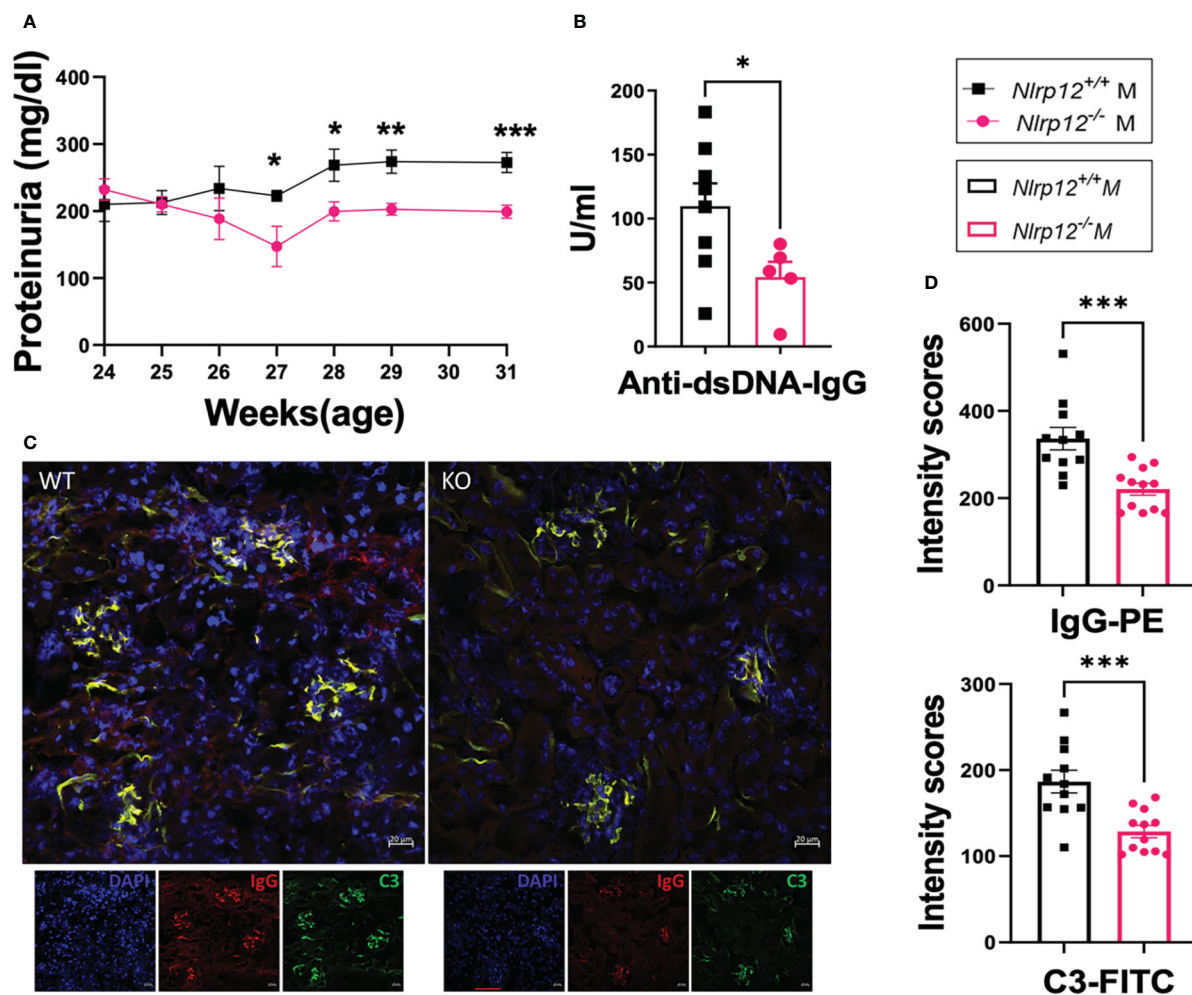 A
Proteinuria (mg/dl)
400
300
200
100
0
* * ** ***
24 25 26 27 28 29 30 31
Weeks(age)
B
U/ml
200
150
100
50
0
*
Anti-dsDNA-IgG
Nlrp12+/+ M
Nlrp12-/- M
Nlrp12+/+M
Nlrp12-/-M
C
WT
20 µm
KO
20 µm
DAPI IgG C3
DAPI IgG C3
D
Intensity scores
600
400
200
0
***
IgG-PE
Intensity scores
300
200
100
0
***
C3-FITC